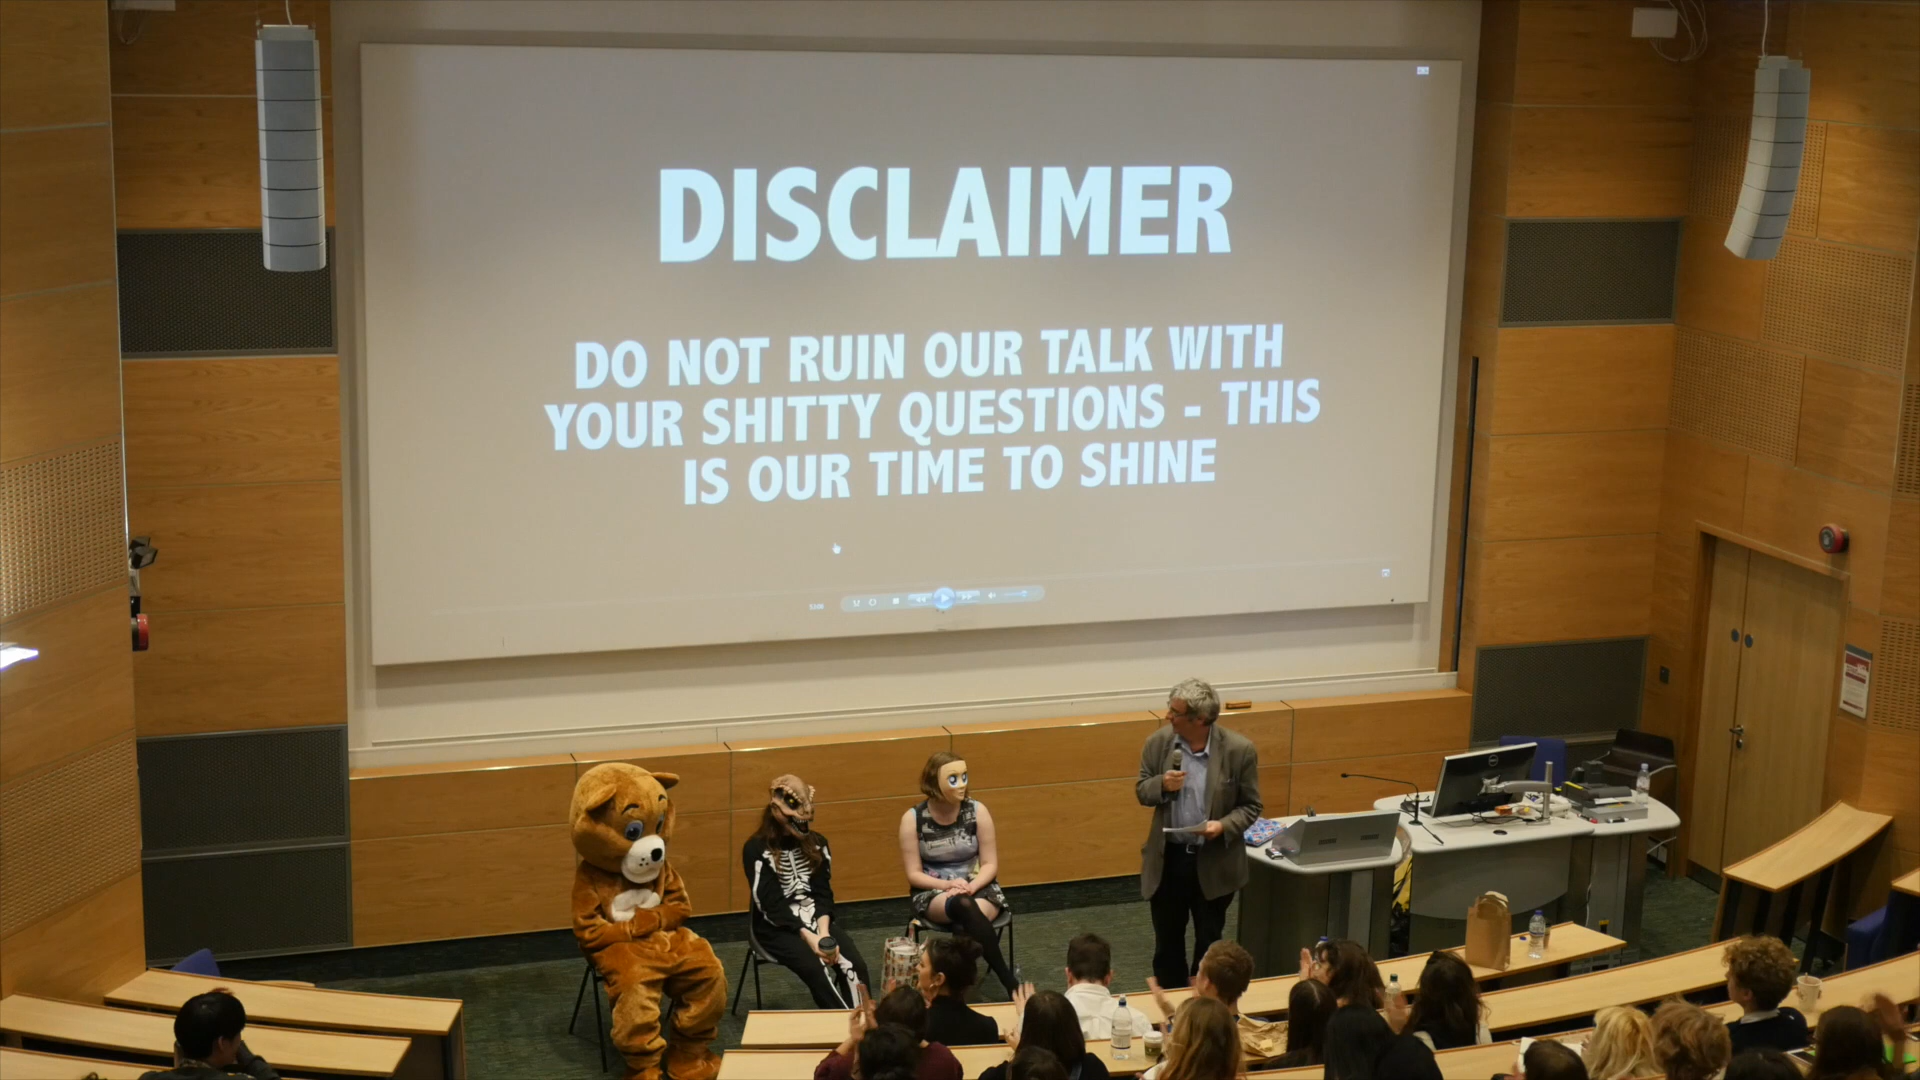 DISCLAIMER
DO NOT RUIN OUR TALK WITH
YOUR SHITTY QUESTIONS - THIS
IS OUR TIME TO SHINE